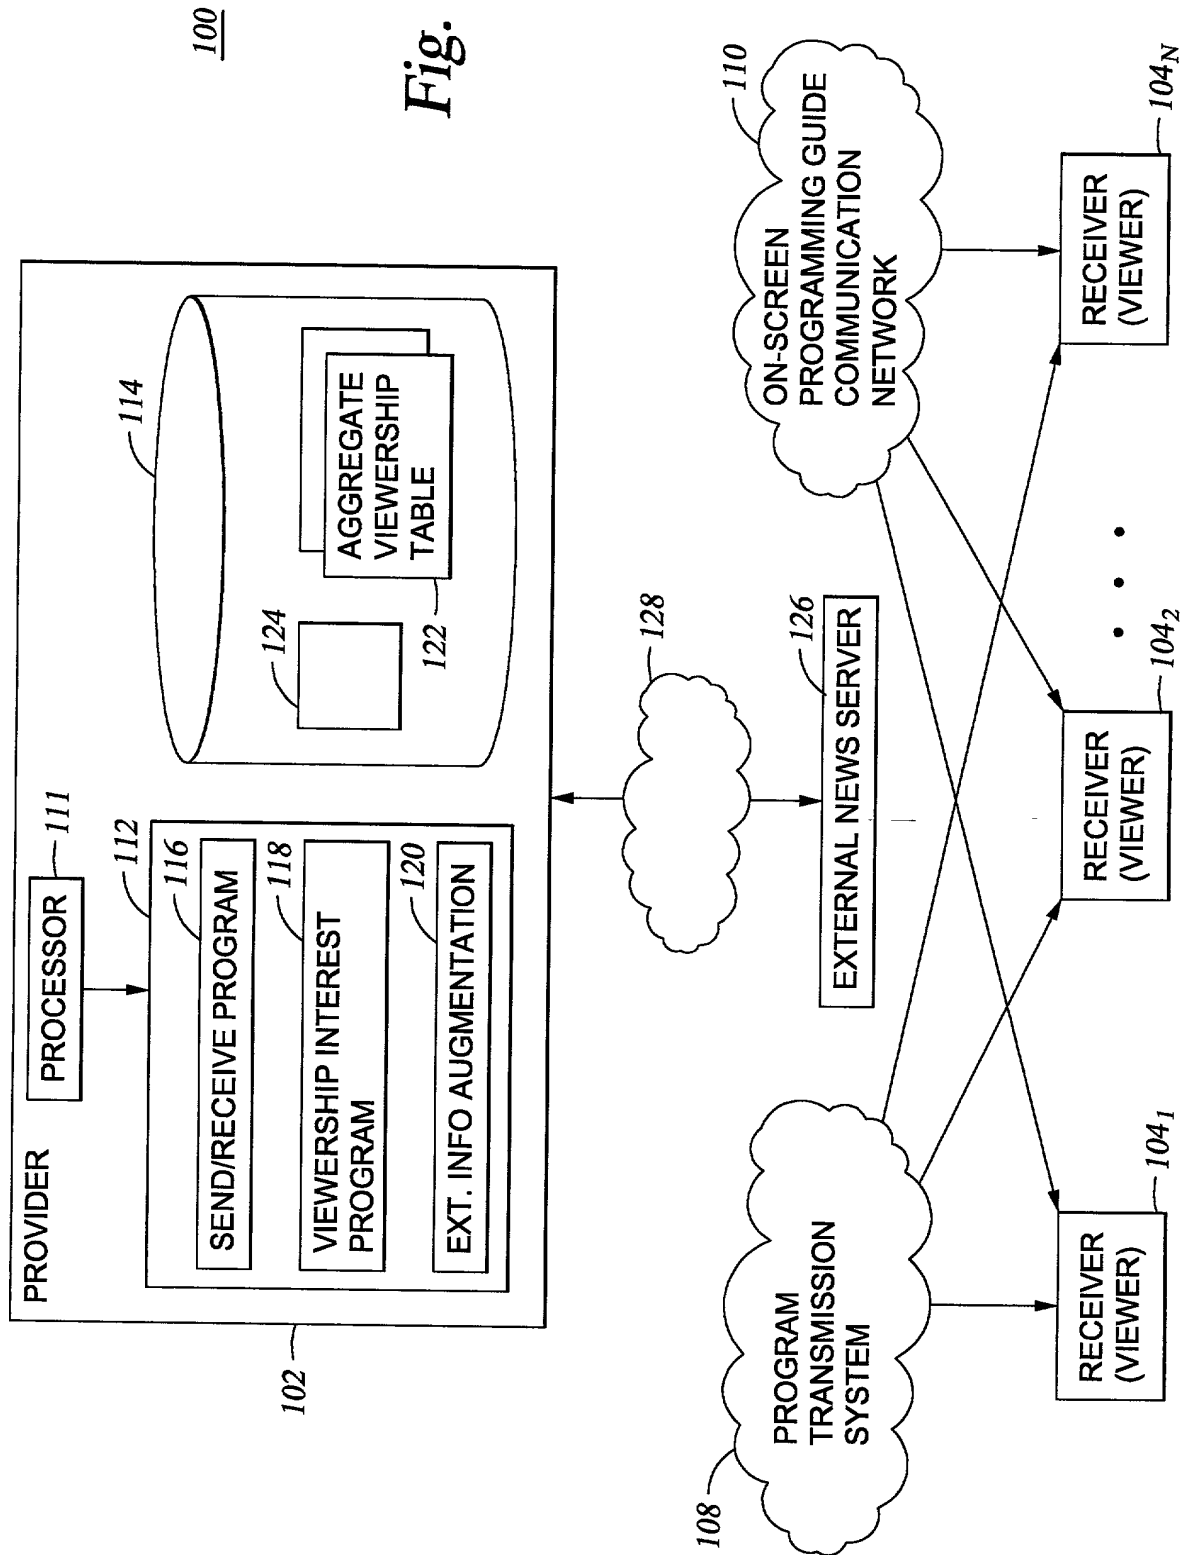 100
Fig.
PROVIDER
PROCESSOR
111
112
SEND/RECEIVE PROGRAM
116
VIEWERSHIP INTEREST
PROGRAM
118
EXT. INFO AUGMENTATION
120
102
114
124
AGGREGATE
VIEWERSHIP
TABLE
122
128
EXTERNAL NEWS SERVER
126
PROGRAM
TRANSMISSION
SYSTEM
108
ON-SCREEN
PROGRAMMING GUIDE
COMMUNICATION
NETWORK
110
RECEIVER
(VIEWER)
104₁
RECEIVER
(VIEWER)
104₂
• • •
RECEIVER
(VIEWER)
104_N